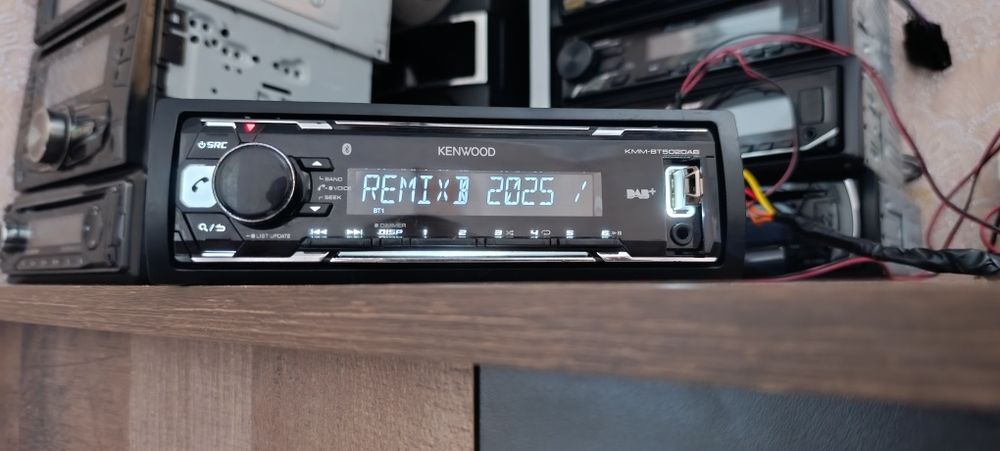 SRC
KENWOOD
KMM-BT502DAB
BAND
VOICE
SEEK
REMIX) 2025 /
BT1
DAB+
LIST UPDATE
DIMMER
DISP
1 2 3 4 5 6